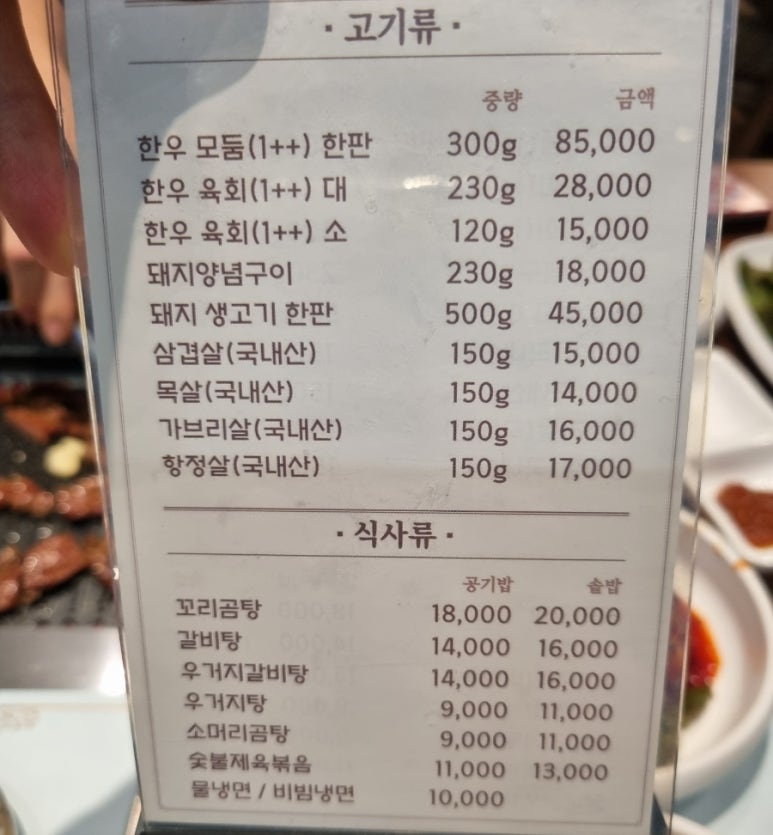 · 고기류 ·
중량 금액
한우 모둠(1++) 한판 300g 85,000
한우 육회(1++) 대 230g 28,000
한우 육회(1++) 소 120g 15,000
돼지양념구이 230g 18,000
돼지 생고기 한판 500g 45,000
삼겹살(국내산) 150g 15,000
목살(국내산) 150g 14,000
가브리살(국내산) 150g 16,000
항정살(국내산) 150g 17,000
· 식사류 ·
공기밥 솥밥
꼬리곰탕 18,000 20,000
갈비탕 14,000 16,000
우거지갈비탕 14,000 16,000
우거지탕 9,000 11,000
소머리곰탕 9,000 11,000
숯불제육볶음 11,000 13,000
물냉면 / 비빔냉면 10,000